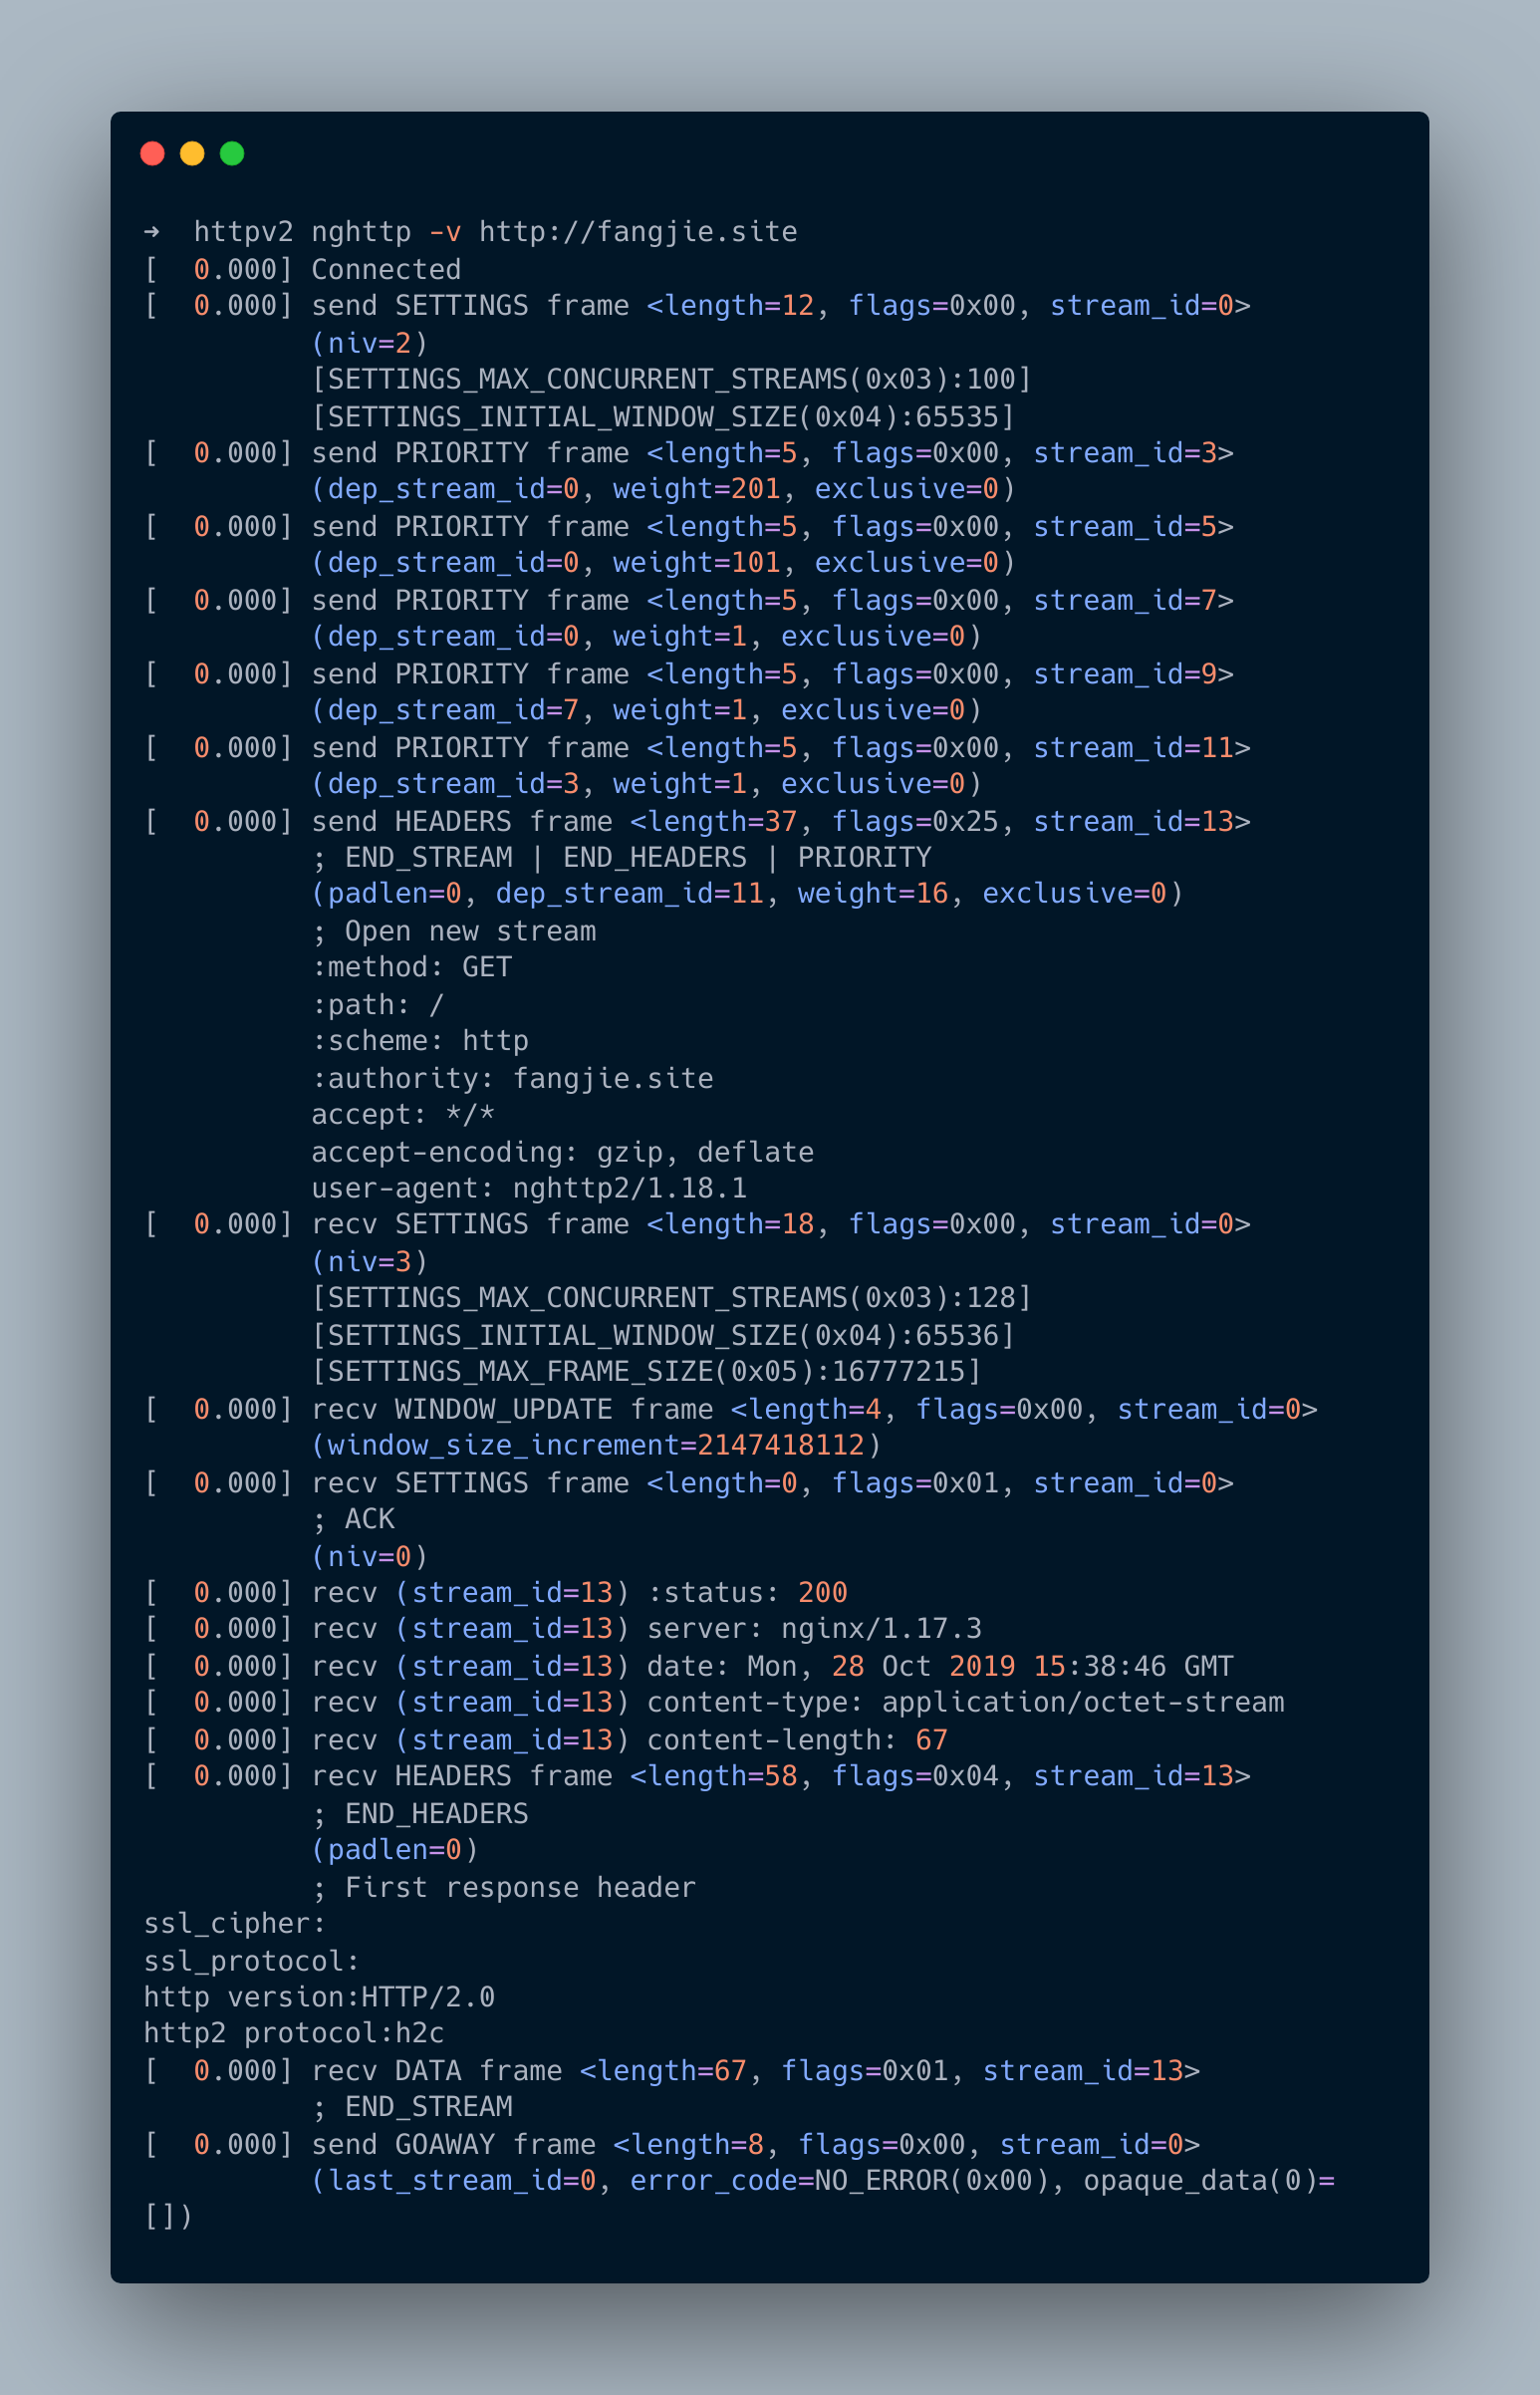 ➜  httpv2 nghttp -v http://fangjie.site
[  0.000] Connected
[  0.000] send SETTINGS frame <length=12, flags=0x00, stream_id=0>
          (niv=2)
          [SETTINGS_MAX_CONCURRENT_STREAMS(0x03):100]
          [SETTINGS_INITIAL_WINDOW_SIZE(0x04):65535]
[  0.000] send PRIORITY frame <length=5, flags=0x00, stream_id=3>
          (dep_stream_id=0, weight=201, exclusive=0)
[  0.000] send PRIORITY frame <length=5, flags=0x00, stream_id=5>
          (dep_stream_id=0, weight=101, exclusive=0)
[  0.000] send PRIORITY frame <length=5, flags=0x00, stream_id=7>
          (dep_stream_id=0, weight=1, exclusive=0)
[  0.000] send PRIORITY frame <length=5, flags=0x00, stream_id=9>
          (dep_stream_id=7, weight=1, exclusive=0)
[  0.000] send PRIORITY frame <length=5, flags=0x00, stream_id=11>
          (dep_stream_id=3, weight=1, exclusive=0)
[  0.000] send HEADERS frame <length=37, flags=0x25, stream_id=13>
          ; END_STREAM | END_HEADERS | PRIORITY
          (padlen=0, dep_stream_id=11, weight=16, exclusive=0)
          ; Open new stream
          :method: GET
          :path: /
          :scheme: http
          :authority: fangjie.site
          accept: */*
          accept-encoding: gzip, deflate
          user-agent: nghttp2/1.18.1
[  0.000] recv SETTINGS frame <length=18, flags=0x00, stream_id=0>
          (niv=3)
          [SETTINGS_MAX_CONCURRENT_STREAMS(0x03):128]
          [SETTINGS_INITIAL_WINDOW_SIZE(0x04):65536]
          [SETTINGS_MAX_FRAME_SIZE(0x05):16777215]
[  0.000] recv WINDOW_UPDATE frame <length=4, flags=0x00, stream_id=0>
          (window_size_increment=2147418112)
[  0.000] recv SETTINGS frame <length=0, flags=0x01, stream_id=0>
          ; ACK
          (niv=0)
[  0.000] recv (stream_id=13) :status: 200
[  0.000] recv (stream_id=13) server: nginx/1.17.3
[  0.000] recv (stream_id=13) date: Mon, 28 Oct 2019 15:38:46 GMT
[  0.000] recv (stream_id=13) content-type: application/octet-stream
[  0.000] recv (stream_id=13) content-length: 67
[  0.000] recv HEADERS frame <length=58, flags=0x04, stream_id=13>
          ; END_HEADERS
          (padlen=0)
          ; First response header
ssl_cipher:
ssl_protocol:
http version:HTTP/2.0
http2 protocol:h2c
[  0.000] recv DATA frame <length=67, flags=0x01, stream_id=13>
          ; END_STREAM
[  0.000] send GOAWAY frame <length=8, flags=0x00, stream_id=0>
          (last_stream_id=0, error_code=NO_ERROR(0x00), opaque_data(0)=
[])